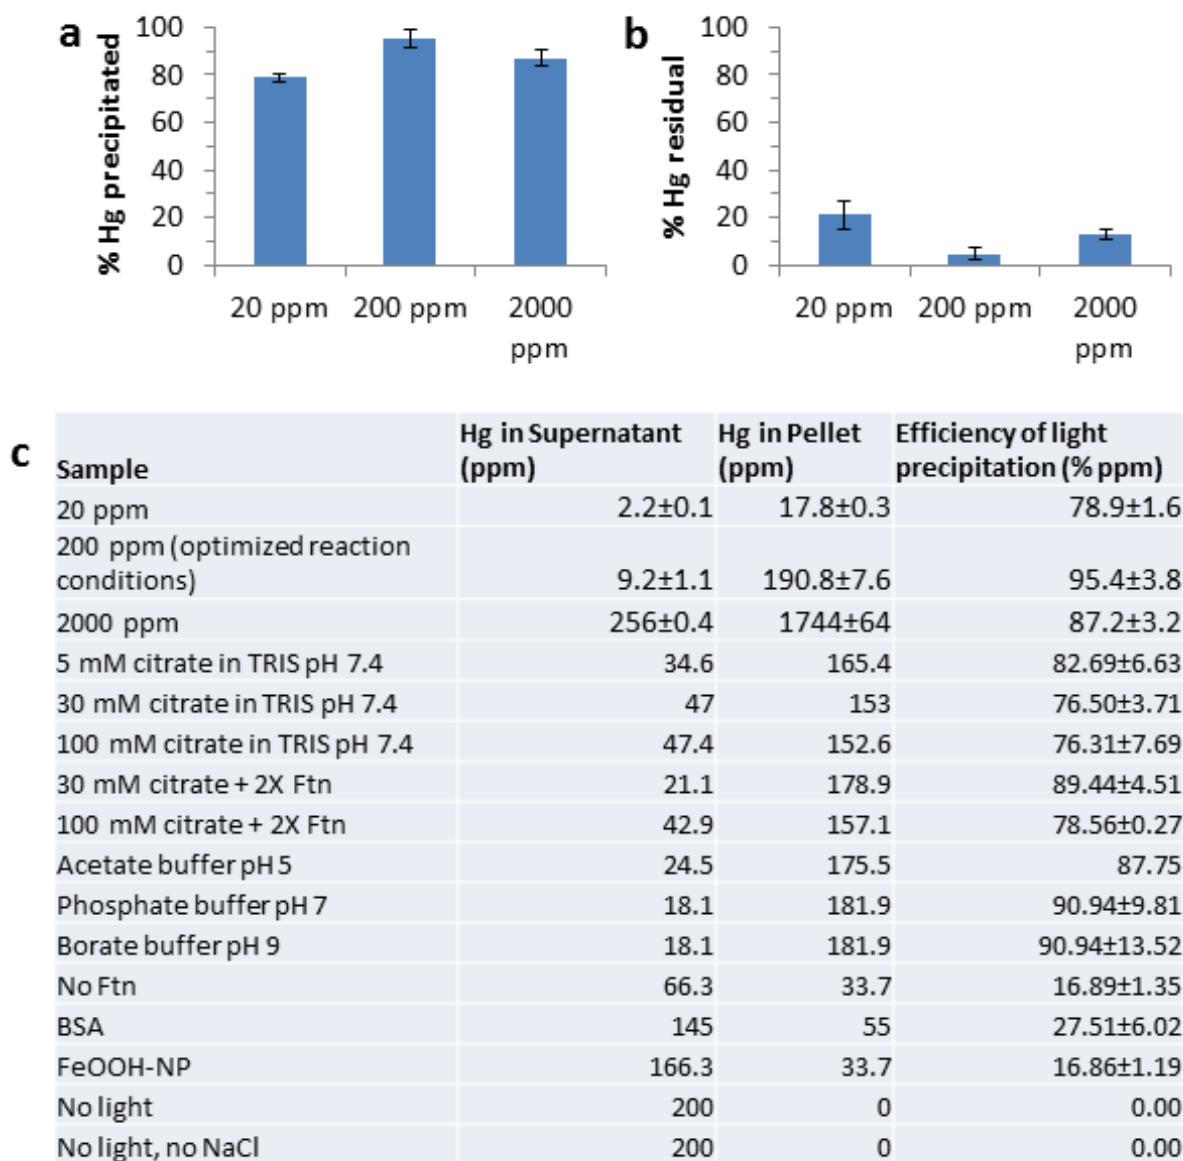 a
% Hg precipitated
100
80
60
40
20
0
20 ppm 200 ppm 2000
ppm
b
% Hg residual
100
80
60
40
20
0
20 ppm 200 ppm 2000
ppm
c
Sample Hg in Supernatant (ppm) Hg in Pellet (ppm) Efficiency of light precipitation (% ppm)
20 ppm 2.2±0.1 17.8±0.3 78.9±1.6
200 ppm (optimized reaction
conditions) 9.2±1.1 190.8±7.6 95.4±3.8
2000 ppm 256±0.4 1744±64 87.2±3.2
5 mM citrate in TRIS pH 7.4 34.6 165.4 82.69±6.63
30 mM citrate in TRIS pH 7.4 47 153 76.50±3.71
100 mM citrate in TRIS pH 7.4 47.4 152.6 76.31±7.69
30 mM citrate + 2X Ftn 21.1 178.9 89.44±4.51
100 mM citrate + 2X Ftn 42.9 157.1 78.56±0.27
Acetate buffer pH 5 24.5 175.5 87.75
Phosphate buffer pH 7 18.1 181.9 90.94±9.81
Borate buffer pH 9 18.1 181.9 90.94±13.52
No Ftn 66.3 33.7 16.89±1.35
BSA 145 55 27.51±6.02
FeOOH-NP 166.3 33.7 16.86±1.19
No light 200 0 0.00
No light, no NaCl 200 0 0.00